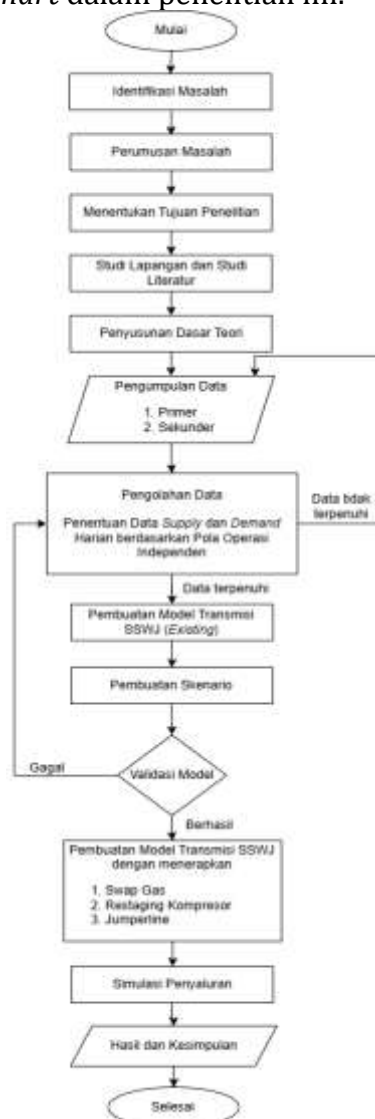 dalam penelitian ini.
Mulai
Identifikasi Masalah
Perumusan Masalah
Menentukan Tujuan Penelitian
Studi Lapangan dan Studi
Literatur
Penyusunan Dasar Teori
Pengumpulan Data
1. Primer
2. Sekunder
Pengolahan Data
Penentuan Data Supply dan Demand
Harian berdasarkan Pola Operasi
Independen
Data tidak
terpenuhi
Data terpenuhi
Pembuatan Model Transmisi
SSWJ (Existing)
Pembuatan Skenario
Validasi Model
Gagal
Berhasil
Pembuatan Model Transmisi SSWJ
dengan menerapkan
1. Swap Gas
2. Restaging Kompresor
3. Jumperline
Simulasi Penyaluran
Hasil dan Kesimpulan
Selesai